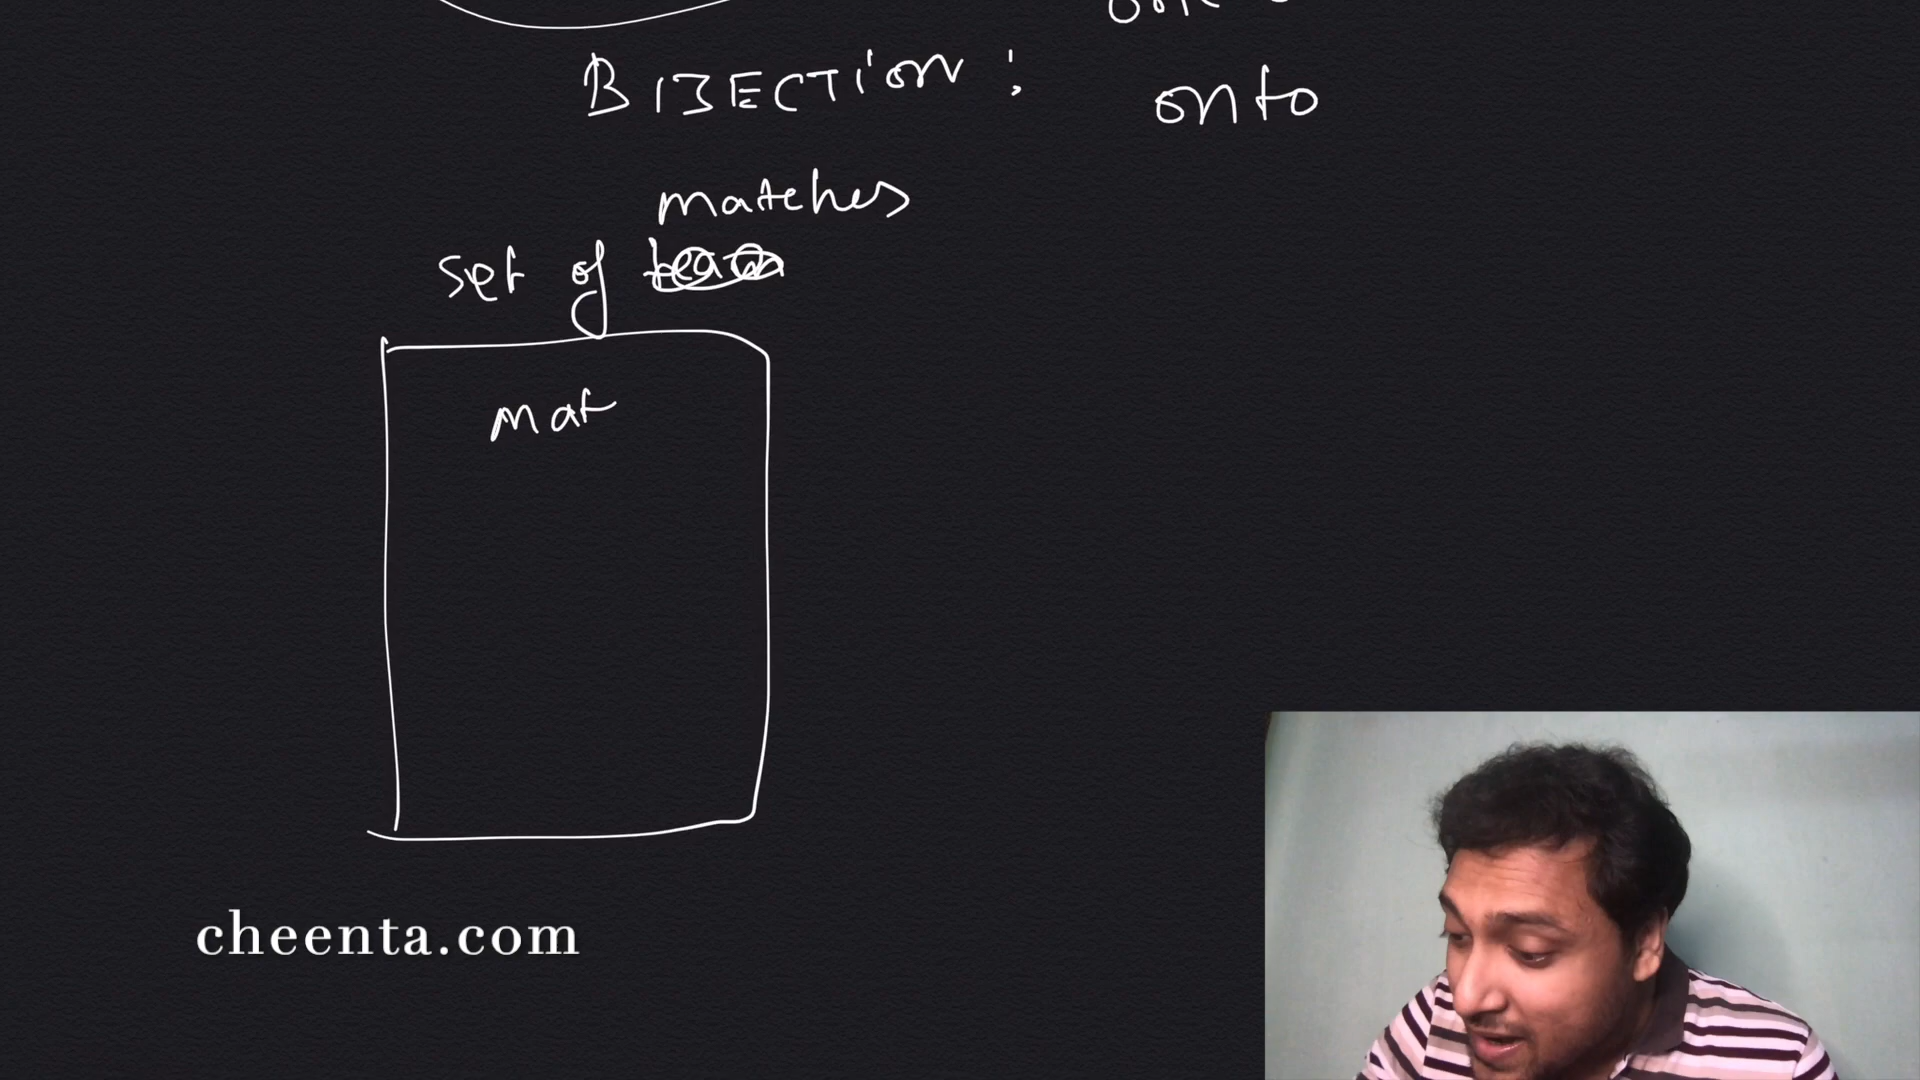 BIJECTION :
onto
matches
set of
mat
cheenta.com